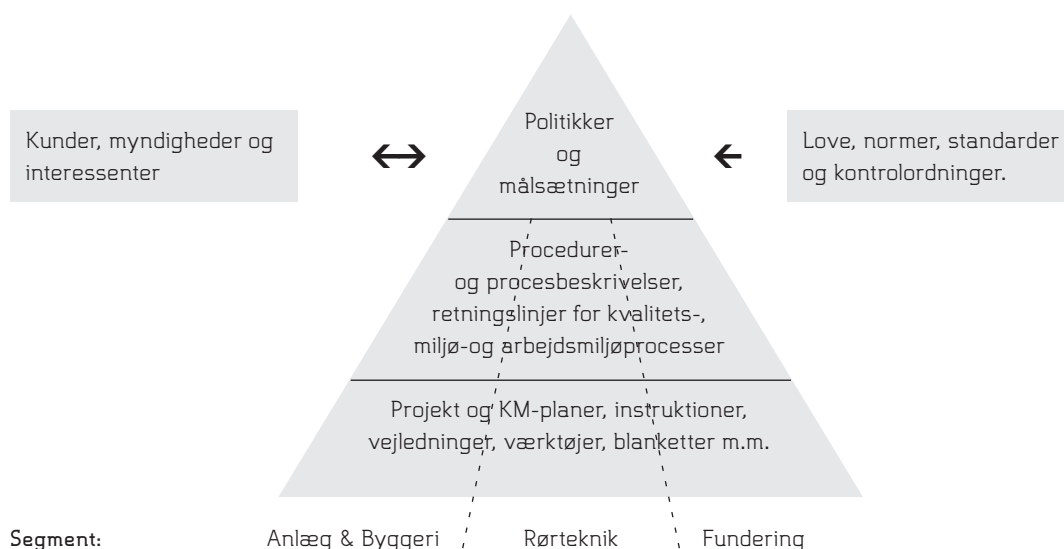 Politikker
og
målsætninger
Kunder, myndigheder og
interessenter
Love, normer, standarder
og kontrolordninger.
Procedurer-
og procesbeskrivelser,
retningslinjer for kvalitets-,
miljø-og arbejdsmiljøprocesser
Projekt og KM-planer, instruktioner,
vejledninger, værktøjer, blanketter m.m.
Segment: Anlæg & Byggeri Rørteknik Fundering